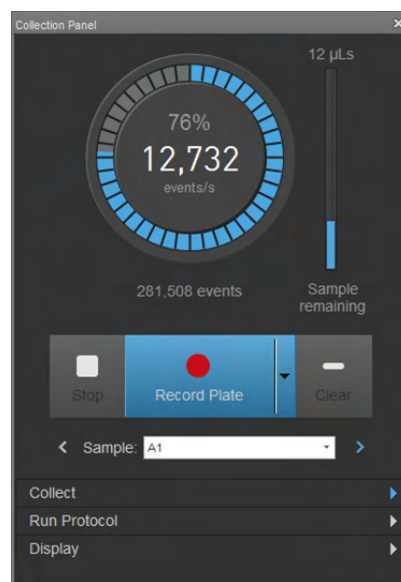 Collection Panel
12 µLs
76%
12,732
events/s
281,508 events
Sample
remaining
Stop
Record Plate
Clear
Sample: A1
Collect
Run Protocol
Display